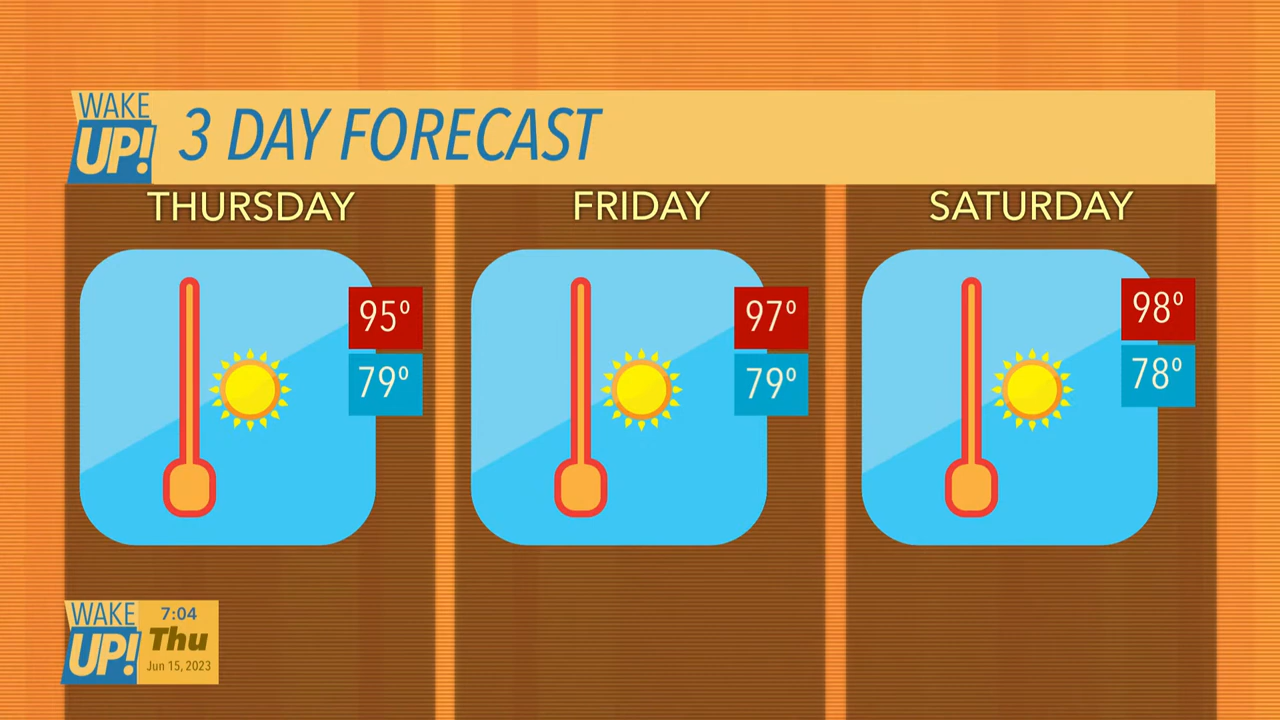 WAKE
UP!
3 DAY FORECAST
THURSDAY
95º
79º
FRIDAY
97º
79º
SATURDAY
98º
78º
WAKE
UP!
7:04
Thu
Jun 15, 2023